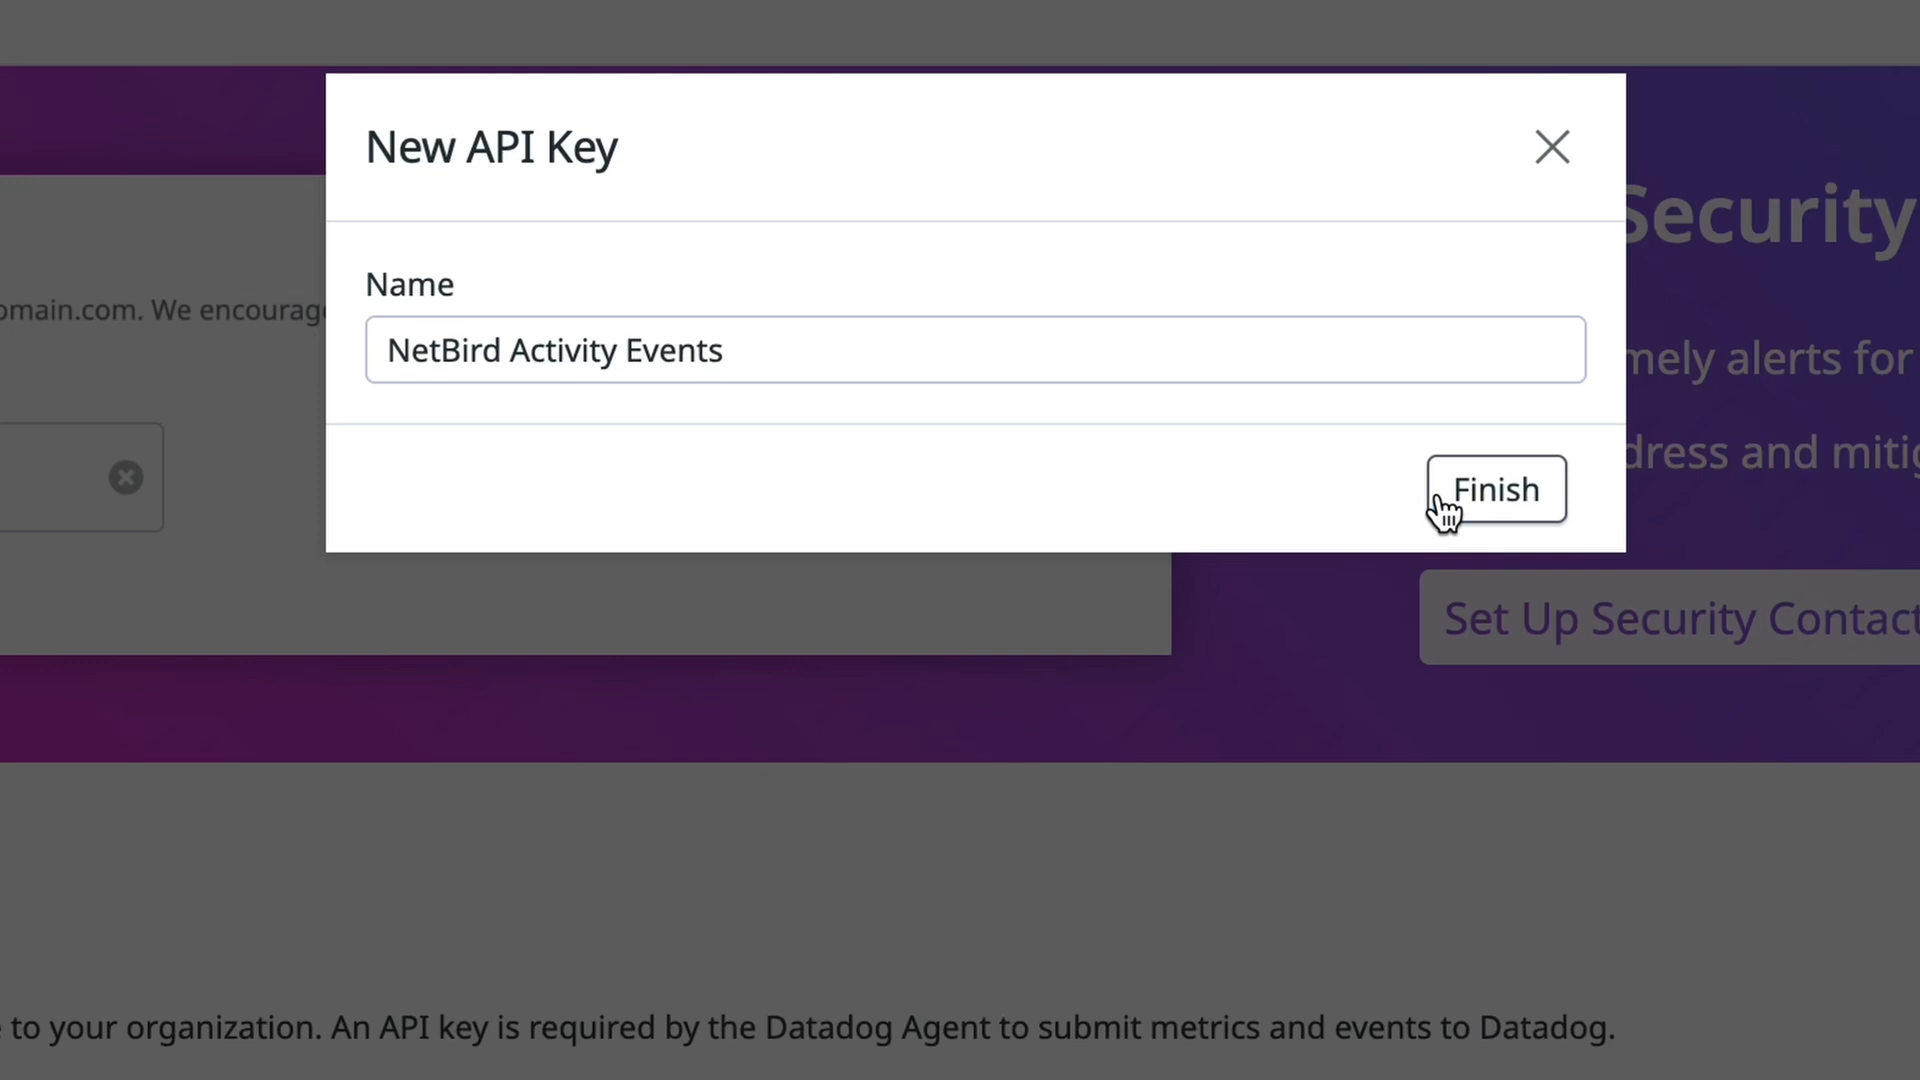 New API Key
Security
Name
omain.com. We encourage
NetBird Activity Events
mely alerts for
dress and mitig
Finish
Set Up Security Contact
to your organization. An API key is required by the Datadog Agent to submit metrics and events to Datadog.